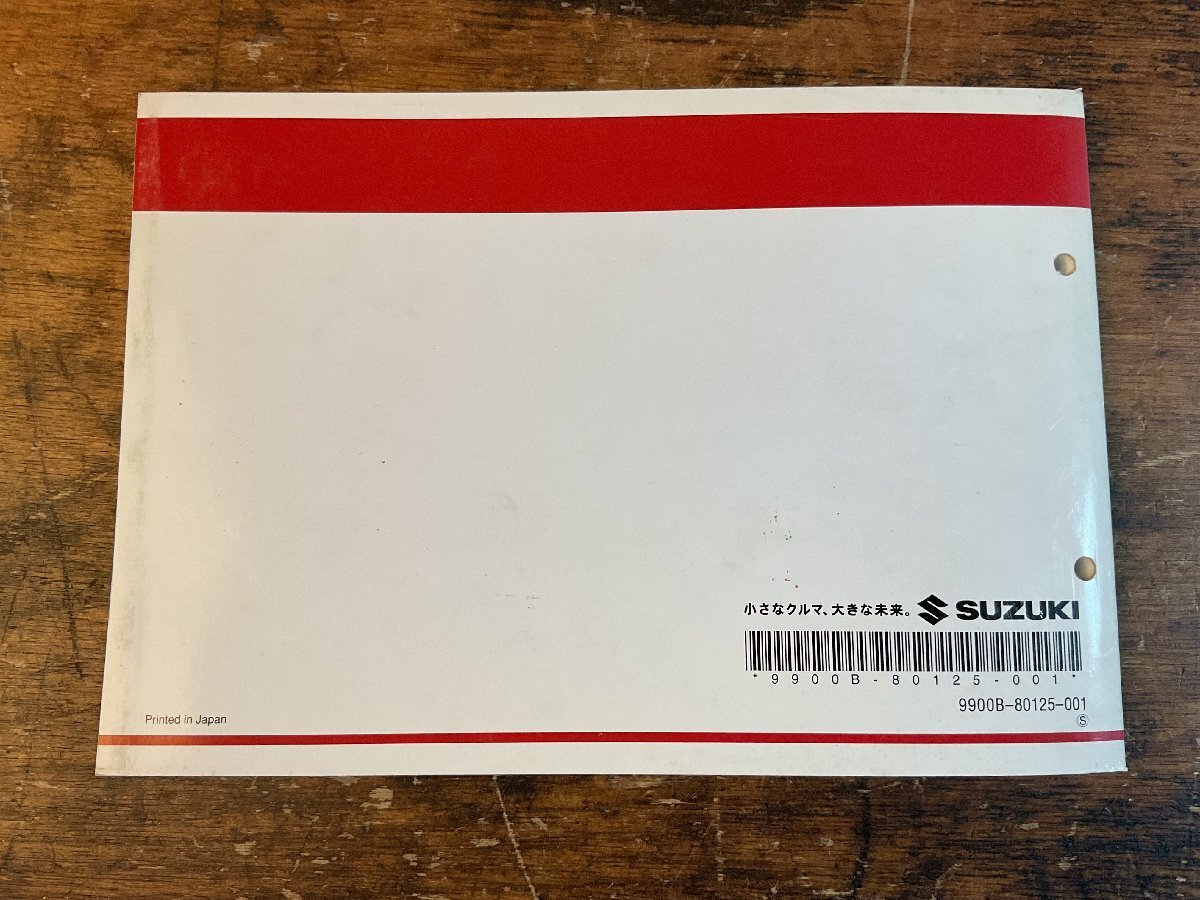 小さなクルマ、大きな未来。 SUZUKI
*9900B-80125-001*
9900B-80125-001
Ⓢ
Printed in Japan